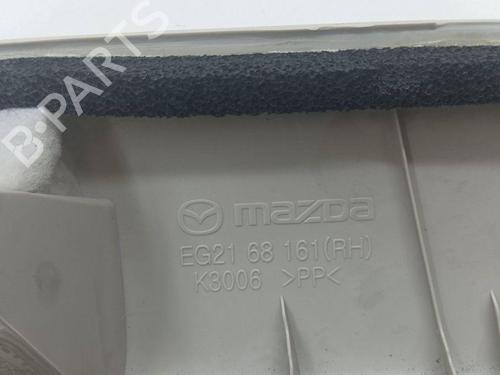 B-PARTS
mazda
EG21 68 161(RH)
K3006 >PP<